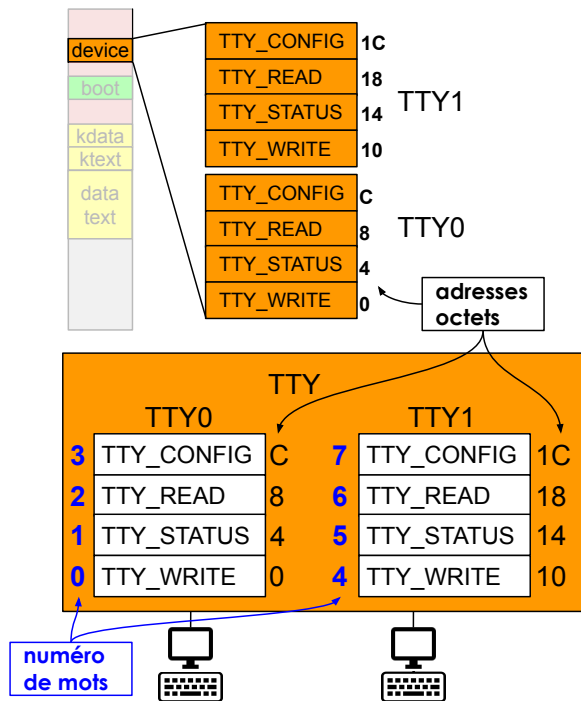 device
boot
kdata
ktext
data
text
TTY_CONFIG 1C
TTY_READ 18
TTY_STATUS 14
TTY_WRITE 10
TTY1
TTY_CONFIG C
TTY_READ 8
TTY_STATUS 4
TTY_WRITE 0
TTY0
adresses
octets
TTY
TTY0
3 TTY_CONFIG C
2 TTY_READ 8
1 TTY_STATUS 4
0 TTY_WRITE 0
TTY1
7 TTY_CONFIG 1C
6 TTY_READ 18
5 TTY_STATUS 14
4 TTY_WRITE 10
numéro
de mots